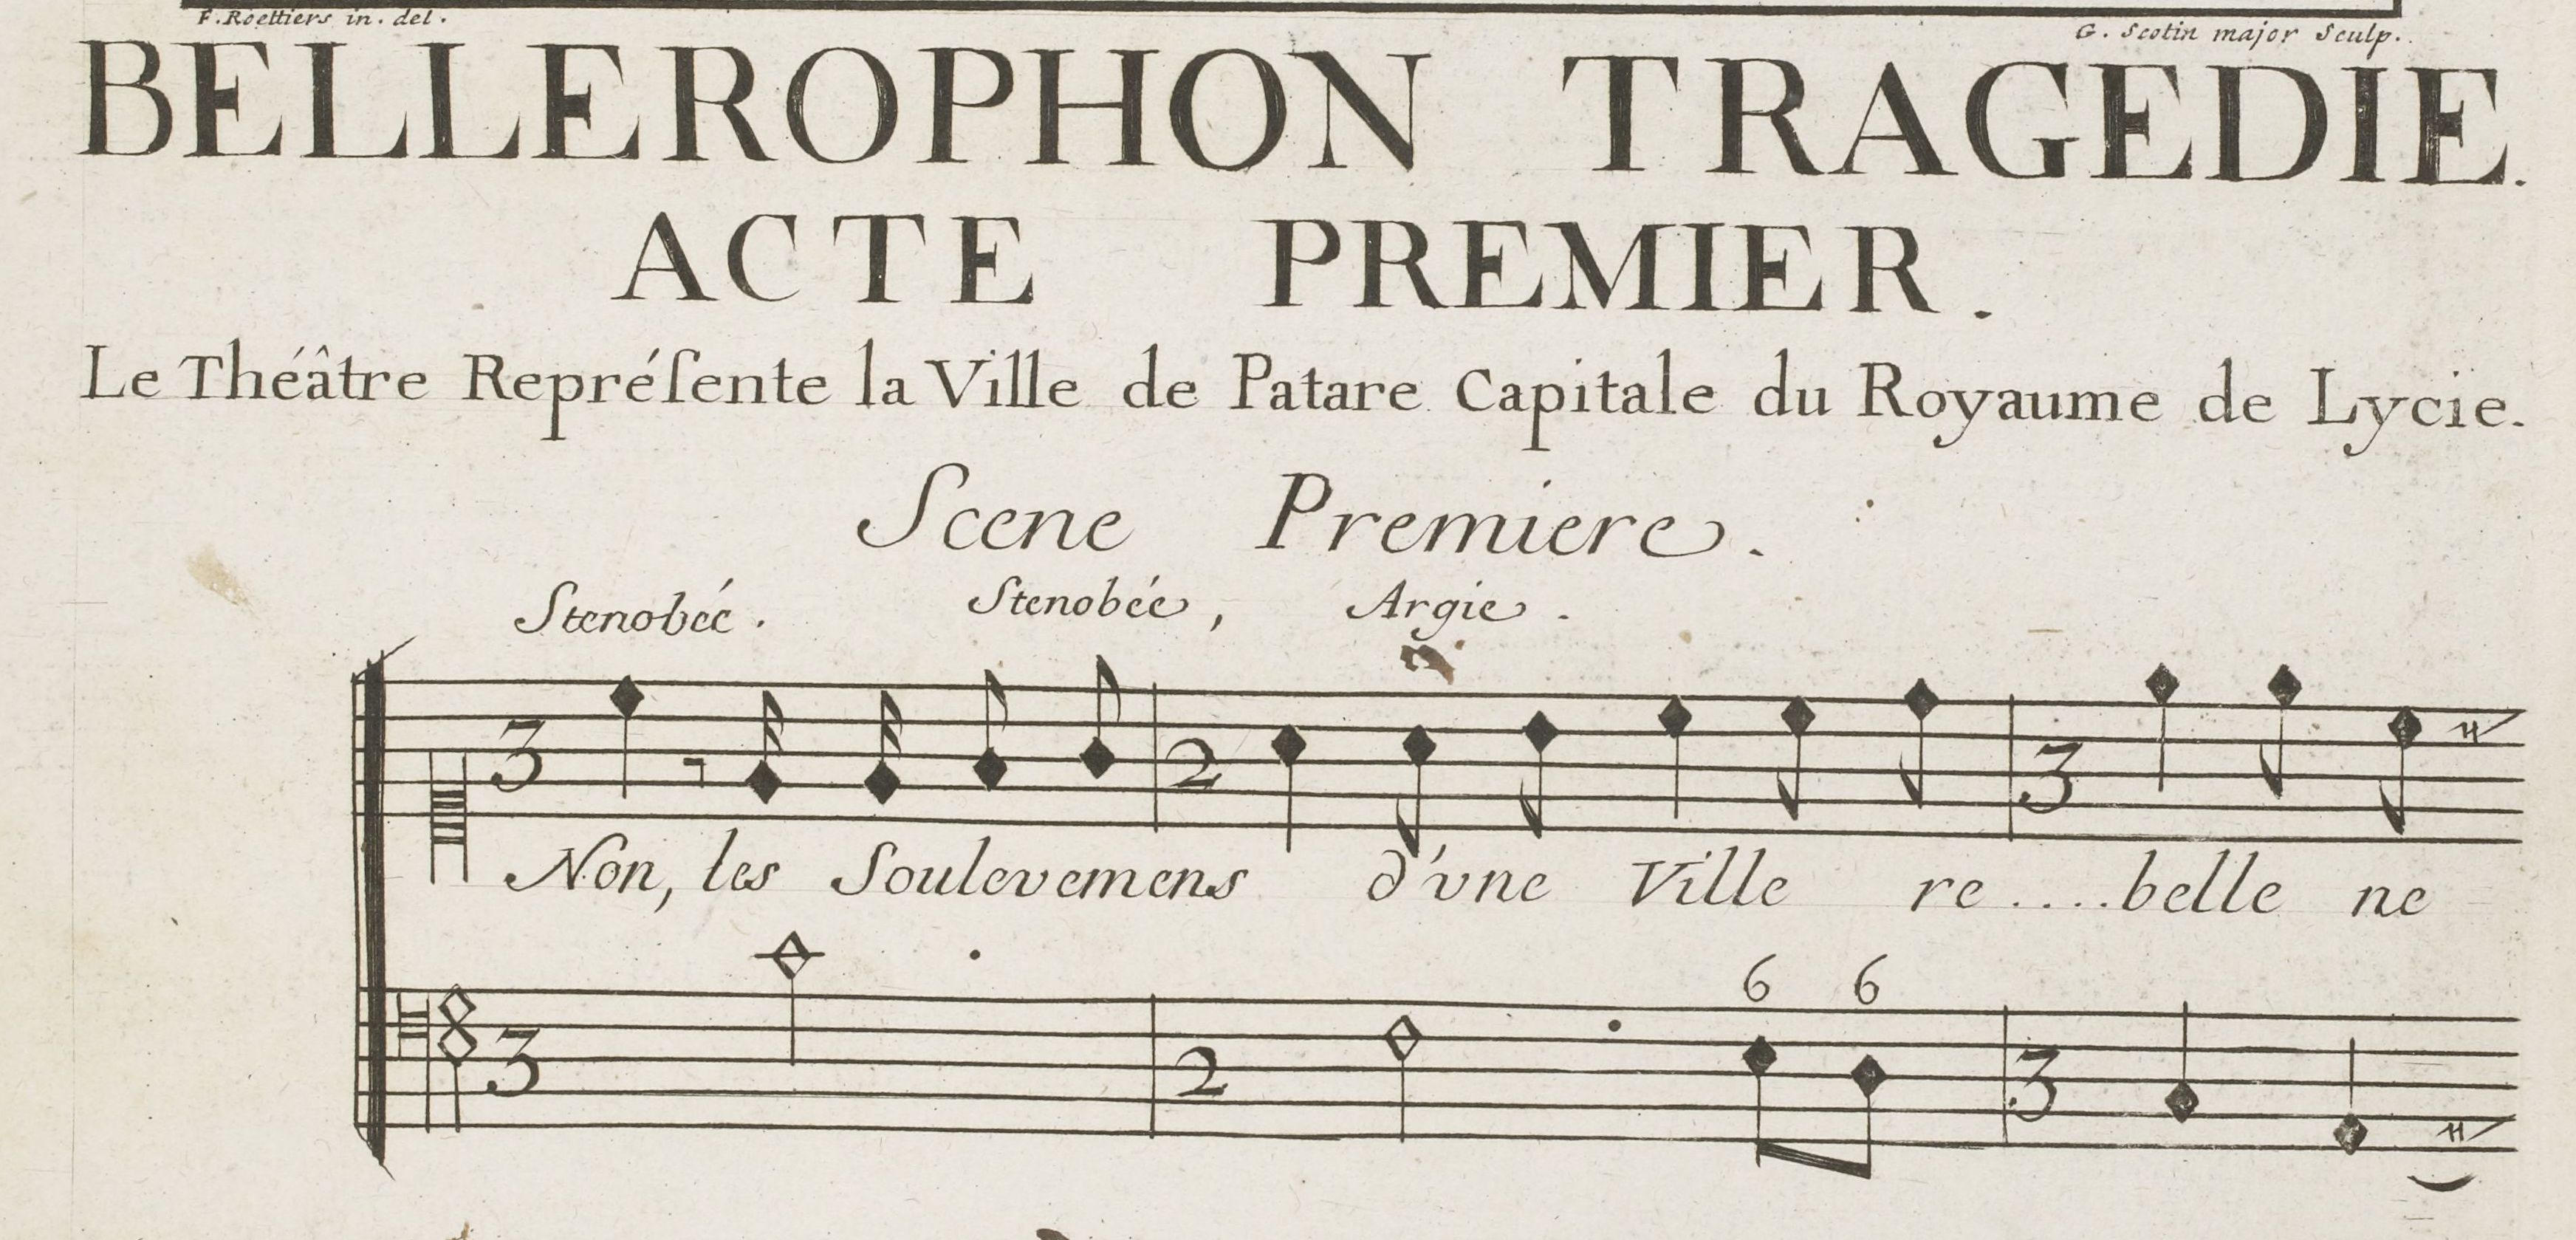 F. Roettiers in. del.
G. Scotin major Sculp.
BELLEROPHON TRAGEDIE.
ACTE PREMIER.
Le Théâtre Repréſente la Ville de Patare Capitale du Royaume de Lycie.
Scene Premiere.
Stenobée. Stenobée, Argie.
3 2 3
Non, les Soulevemens d'vne Ville re....belle ne
6 6
3 2 3